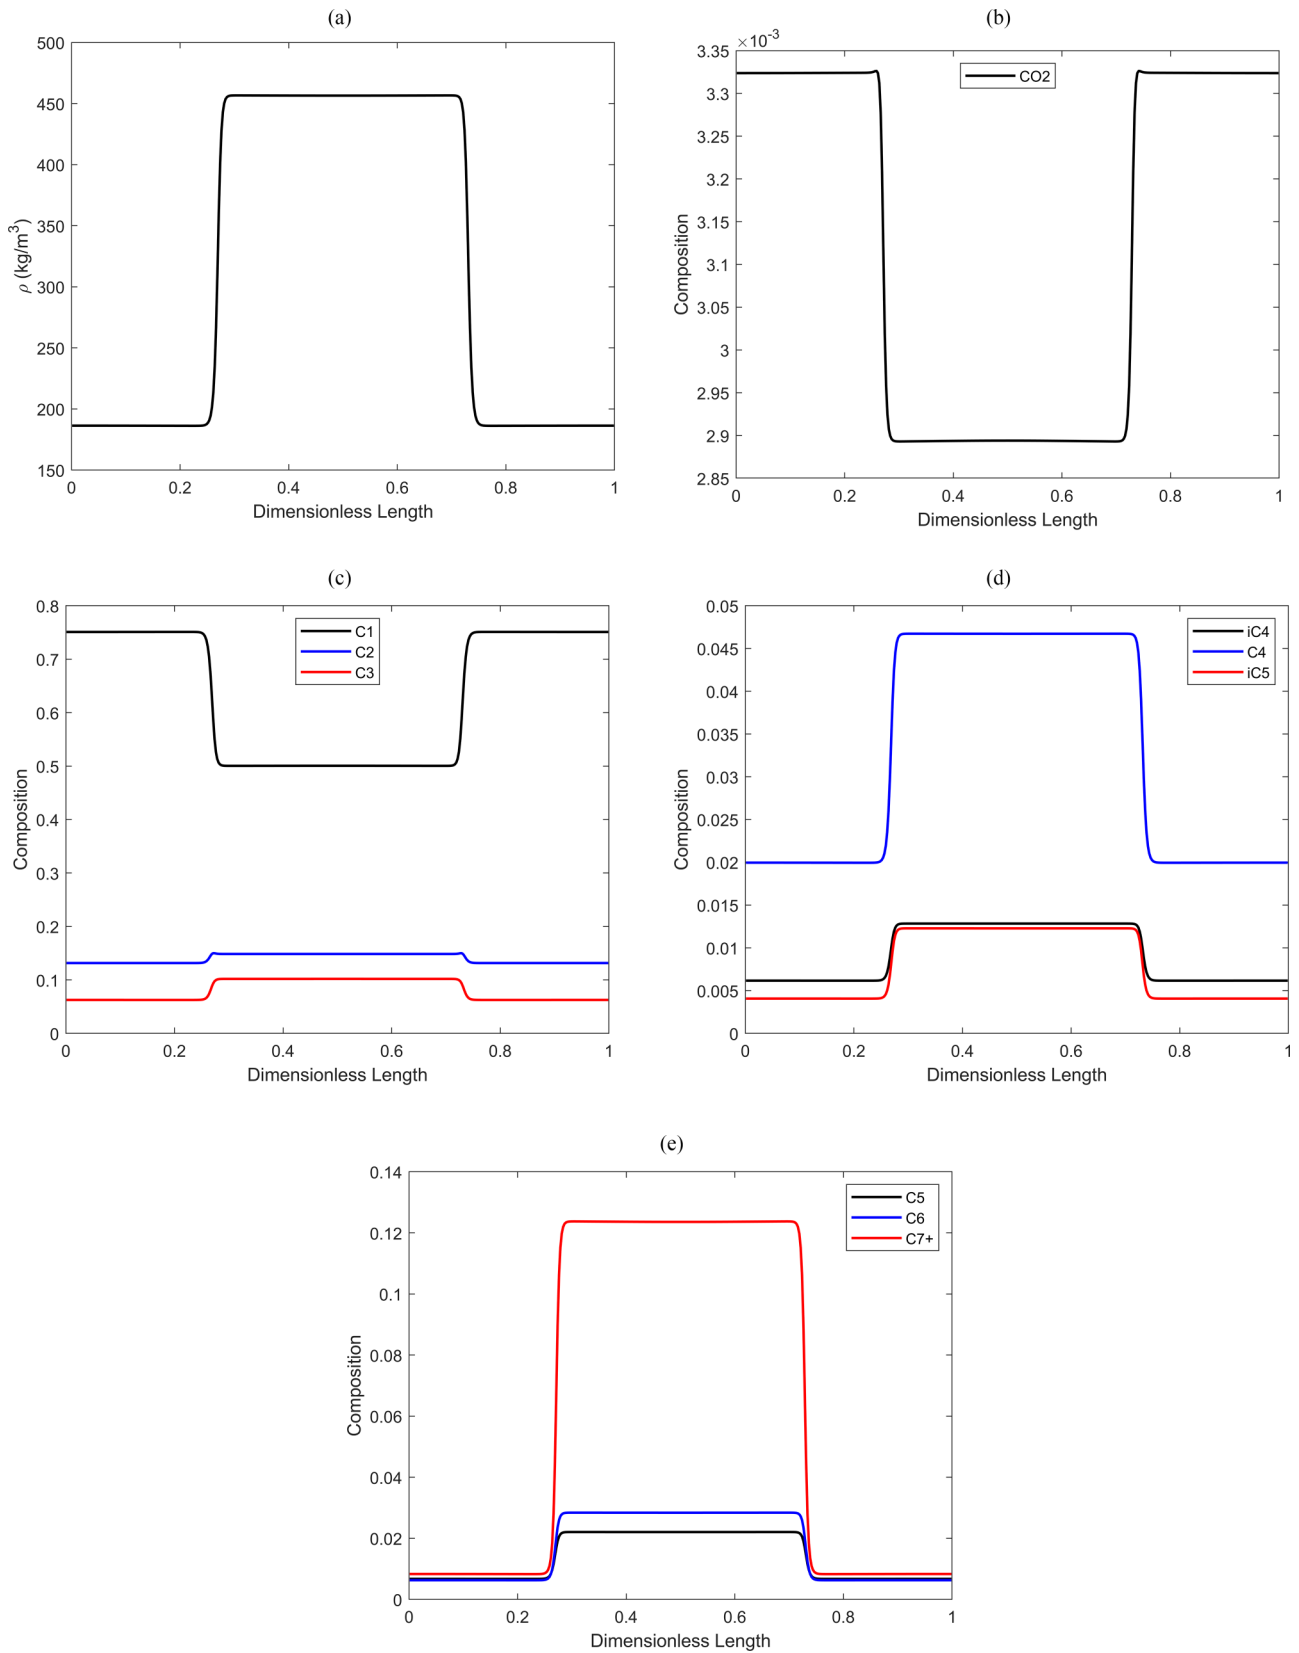 (a)
500
450
400
350
300
250
200
150
ρ (kg/m³)
0 0.2 0.4 0.6 0.8 1
Dimensionless Length
(b)
×10⁻³
3.35
3.3
3.25
3.2
3.15
3.1
3.05
3
2.95
2.9
2.85
Composition
CO2
0 0.2 0.4 0.6 0.8 1
Dimensionless Length
(c)
0.8
0.7
0.6
0.5
0.4
0.3
0.2
0.1
0
Composition
C1
C2
C3
0 0.2 0.4 0.6 0.8 1
Dimensionless Length
(d)
0.05
0.045
0.04
0.035
0.03
0.025
0.02
0.015
0.01
0.005
0
Composition
iC4
C4
iC5
0 0.2 0.4 0.6 0.8 1
Dimensionless Length
(e)
0.14
0.12
0.1
0.08
0.06
0.04
0.02
0
Composition
C5
C6
C7+
0 0.2 0.4 0.6 0.8 1
Dimensionless Length